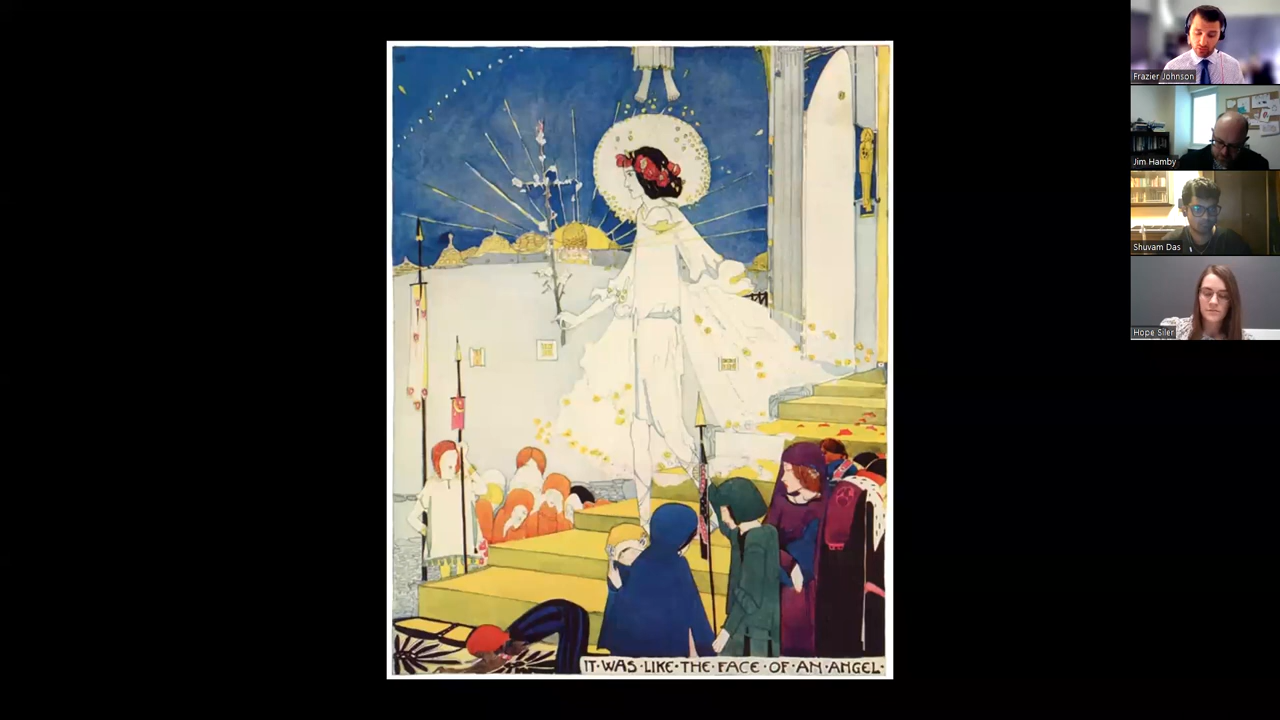 IT·WAS·LIKE·THE·FACE·OF·AN·ANGEL·
Frazier Johnson
Jim Hamby
Shuvam Das
Hope Siler